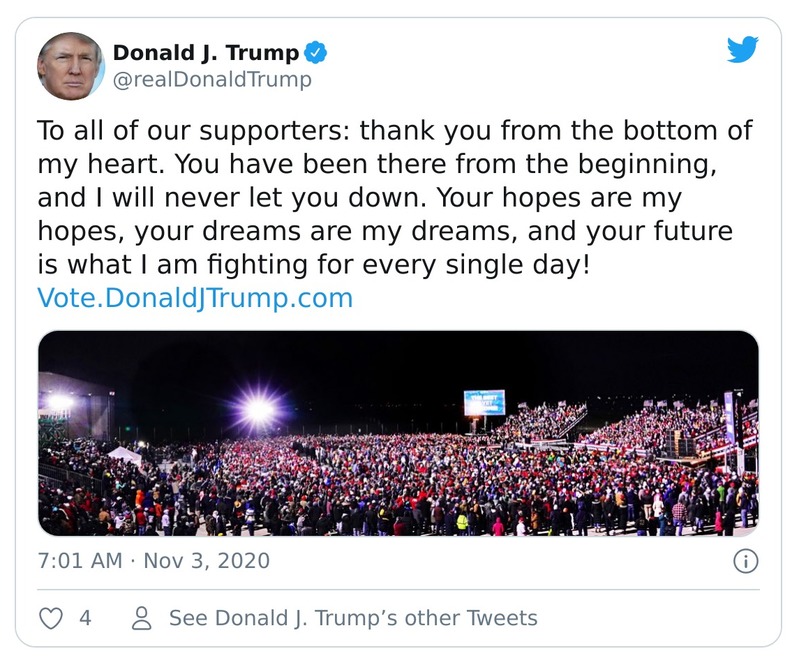 Donald J. Trump
@realDonaldTrump
To all of our supporters: thank you from the bottom of
my heart. You have been there from the beginning,
and I will never let you down. Your hopes are my
hopes, your dreams are my dreams, and your future
is what I am fighting for every single day!
Vote.DonaldJTrump.com
7:01 AM · Nov 3, 2020
4
See Donald J. Trump’s other Tweets